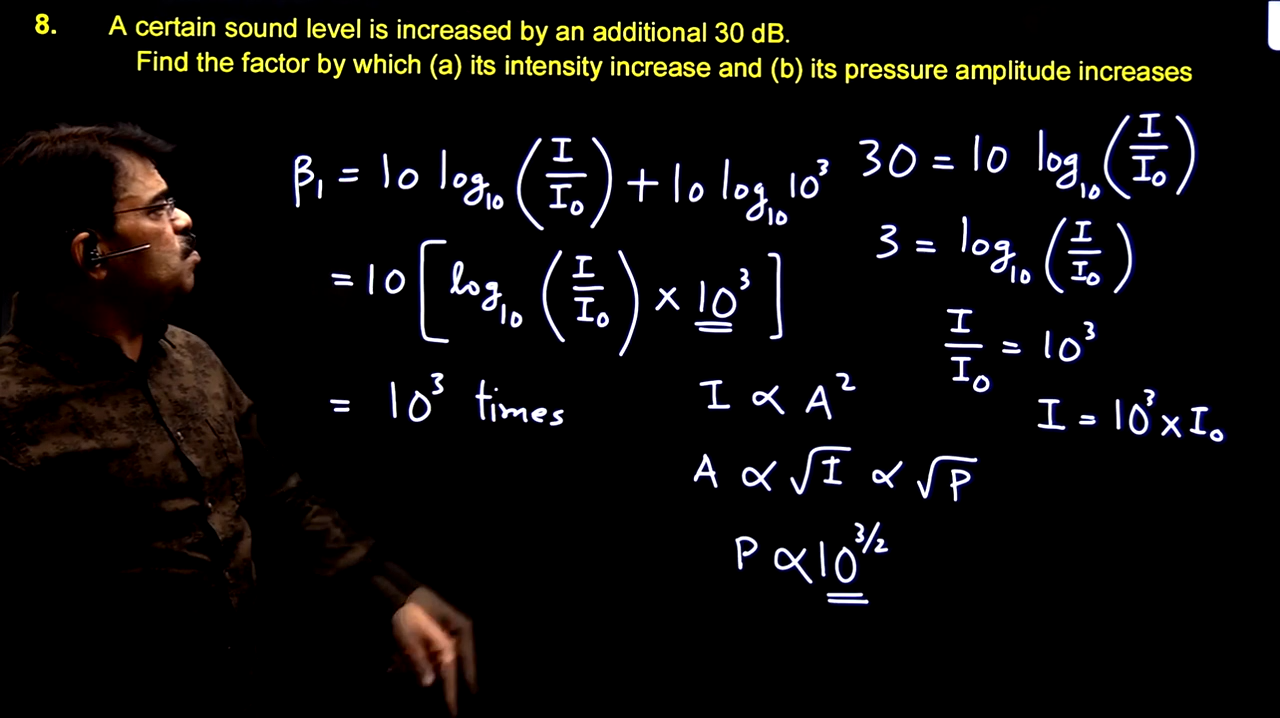 8. A certain sound level is increased by an additional 30 dB.
Find the factor by which (a) its intensity increase and (b) its pressure amplitude increases
β₁ = 10 log₁₀ (I/I₀) + 10 log₁₀ 10³
= 10 [log₁₀ (I/I₀) × 10³]
= 10³ times
30 = 10 log₁₀ (I/I₀)
3 = log₁₀ (I/I₀)
I/I₀ = 10³
I = 10³ × I₀
I ∝ A²
A ∝ √I ∝ √P
P ∝ 10^(3/2)